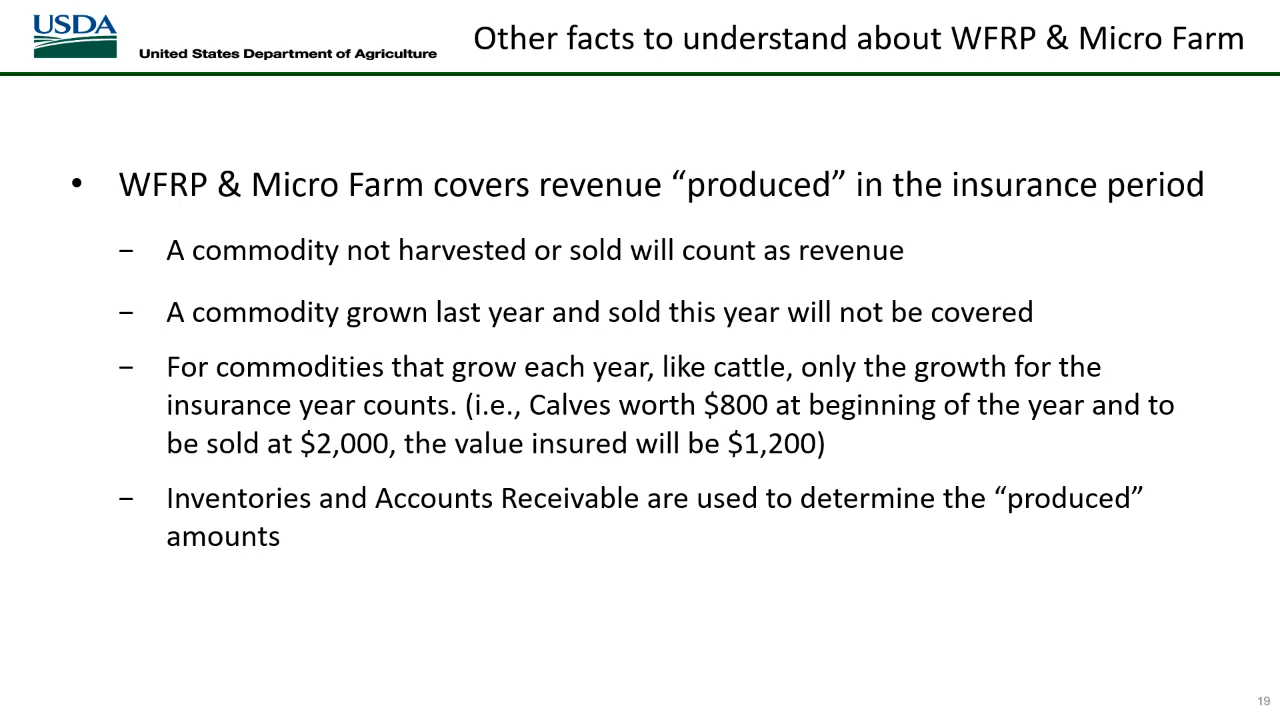 USDA
United States Department of Agriculture
Other facts to understand about WFRP & Micro Farm
• WFRP & Micro Farm covers revenue “produced” in the insurance period
− A commodity not harvested or sold will count as revenue
− A commodity grown last year and sold this year will not be covered
− For commodities that grow each year, like cattle, only the growth for the
insurance year counts. (i.e., Calves worth $800 at beginning of the year and to
be sold at $2,000, the value insured will be $1,200)
− Inventories and Accounts Receivable are used to determine the “produced”
amounts
19